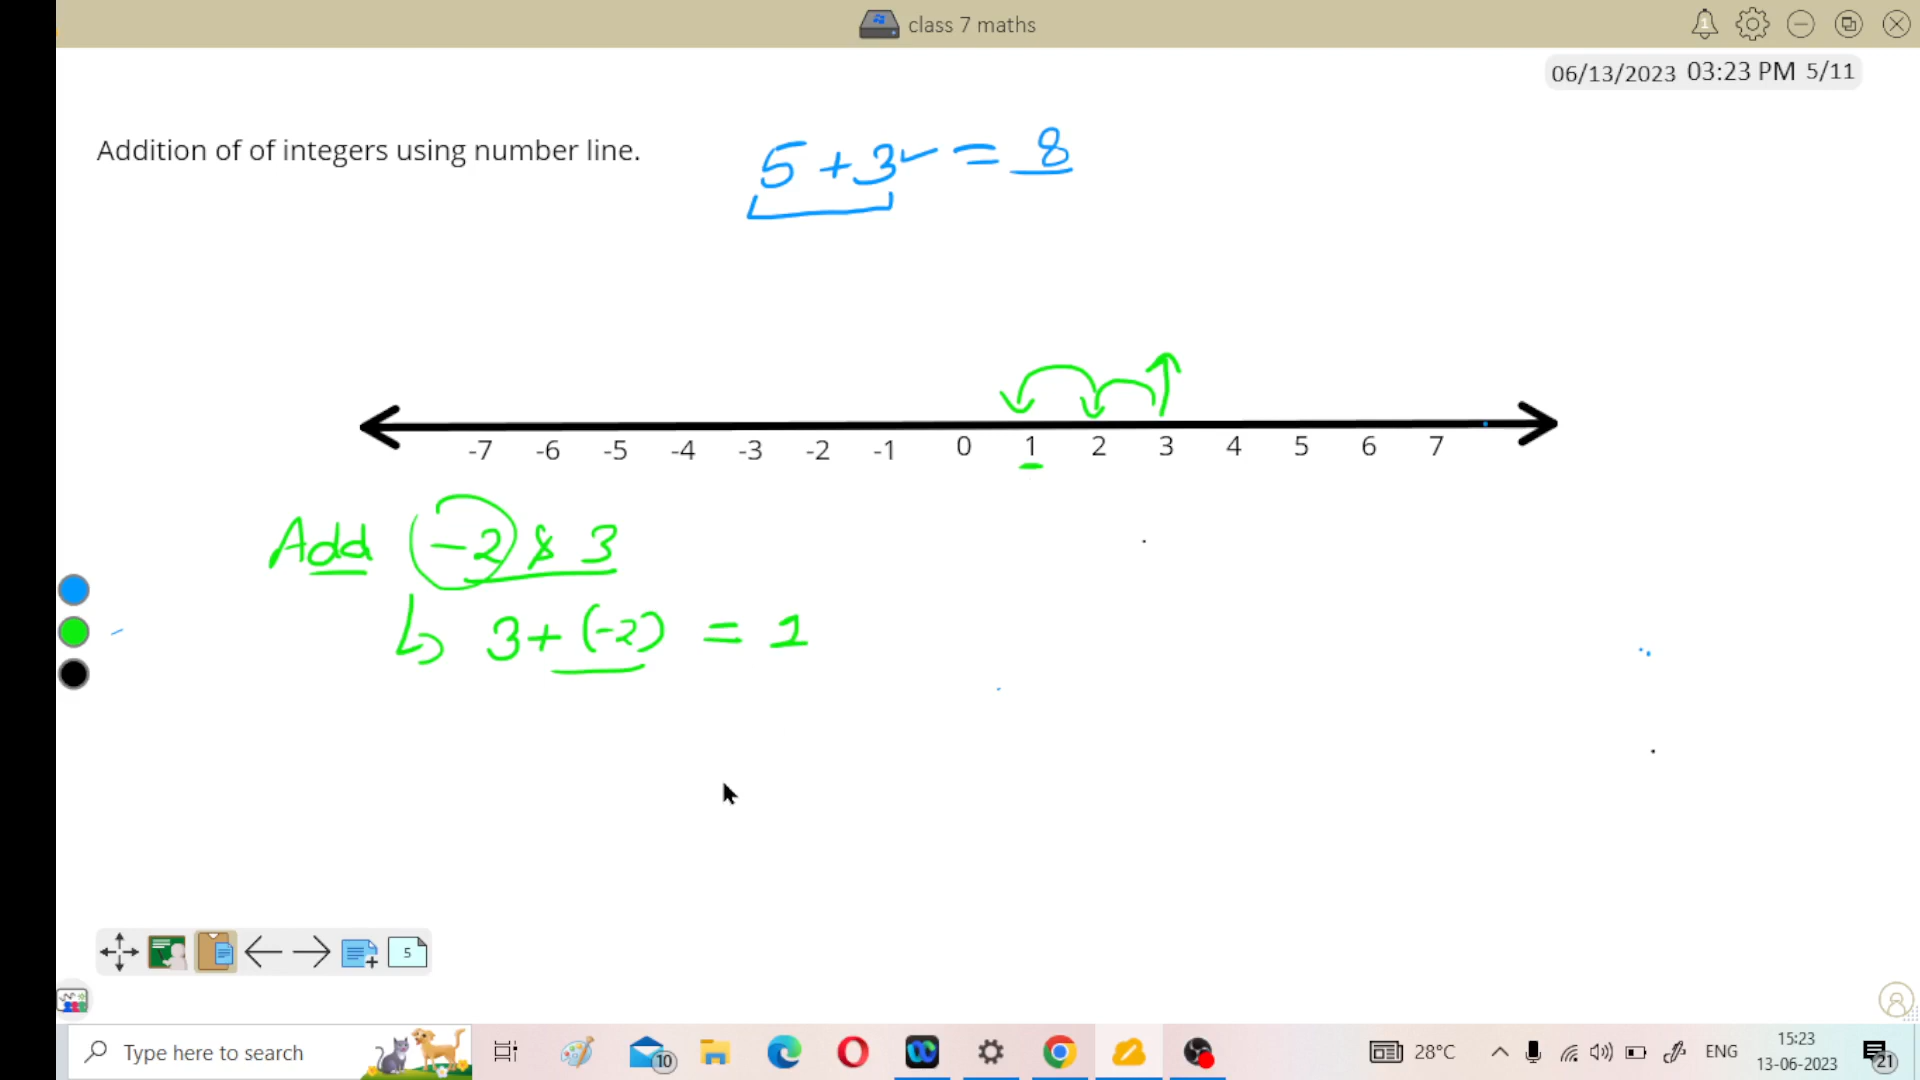 class 7 maths
06/13/2023 03:23 PM 5/11
Addition of of integers using number line.
5 + 3 = 8
-7 -6 -5 -4 -3 -2 -1 0 1 2 3 4 5 6 7
Add (-2) & 3
3 + (-2) = 1
5
Type here to search
10
28°C
ENG
15:23
13-06-2023
21